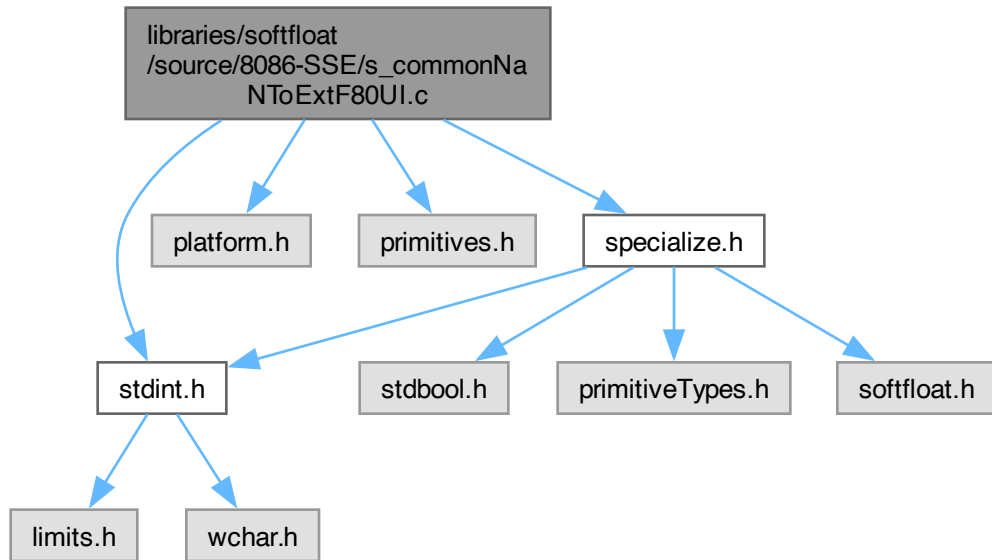 libraries/softfloat
/source/8086-SSE/s_commonNa
NToExtF80UI.c
platform.h
primitives.h
specialize.h
stdint.h
stdbool.h
primitiveTypes.h
softfloat.h
limits.h
wchar.h